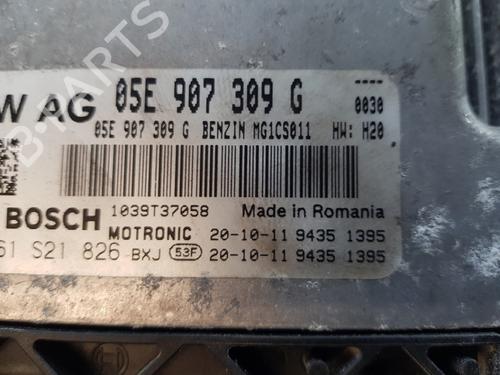 W AG 05E 907 309 G 0030
05E 907 309 G BENZIN MG1CS011 HW: H20
BOSCH 1039T37058 Made in Romania
MOTRONIC 20-10-11 9435 1395
61 S21 826 BXJ 53F 20-10-11 9435 1395